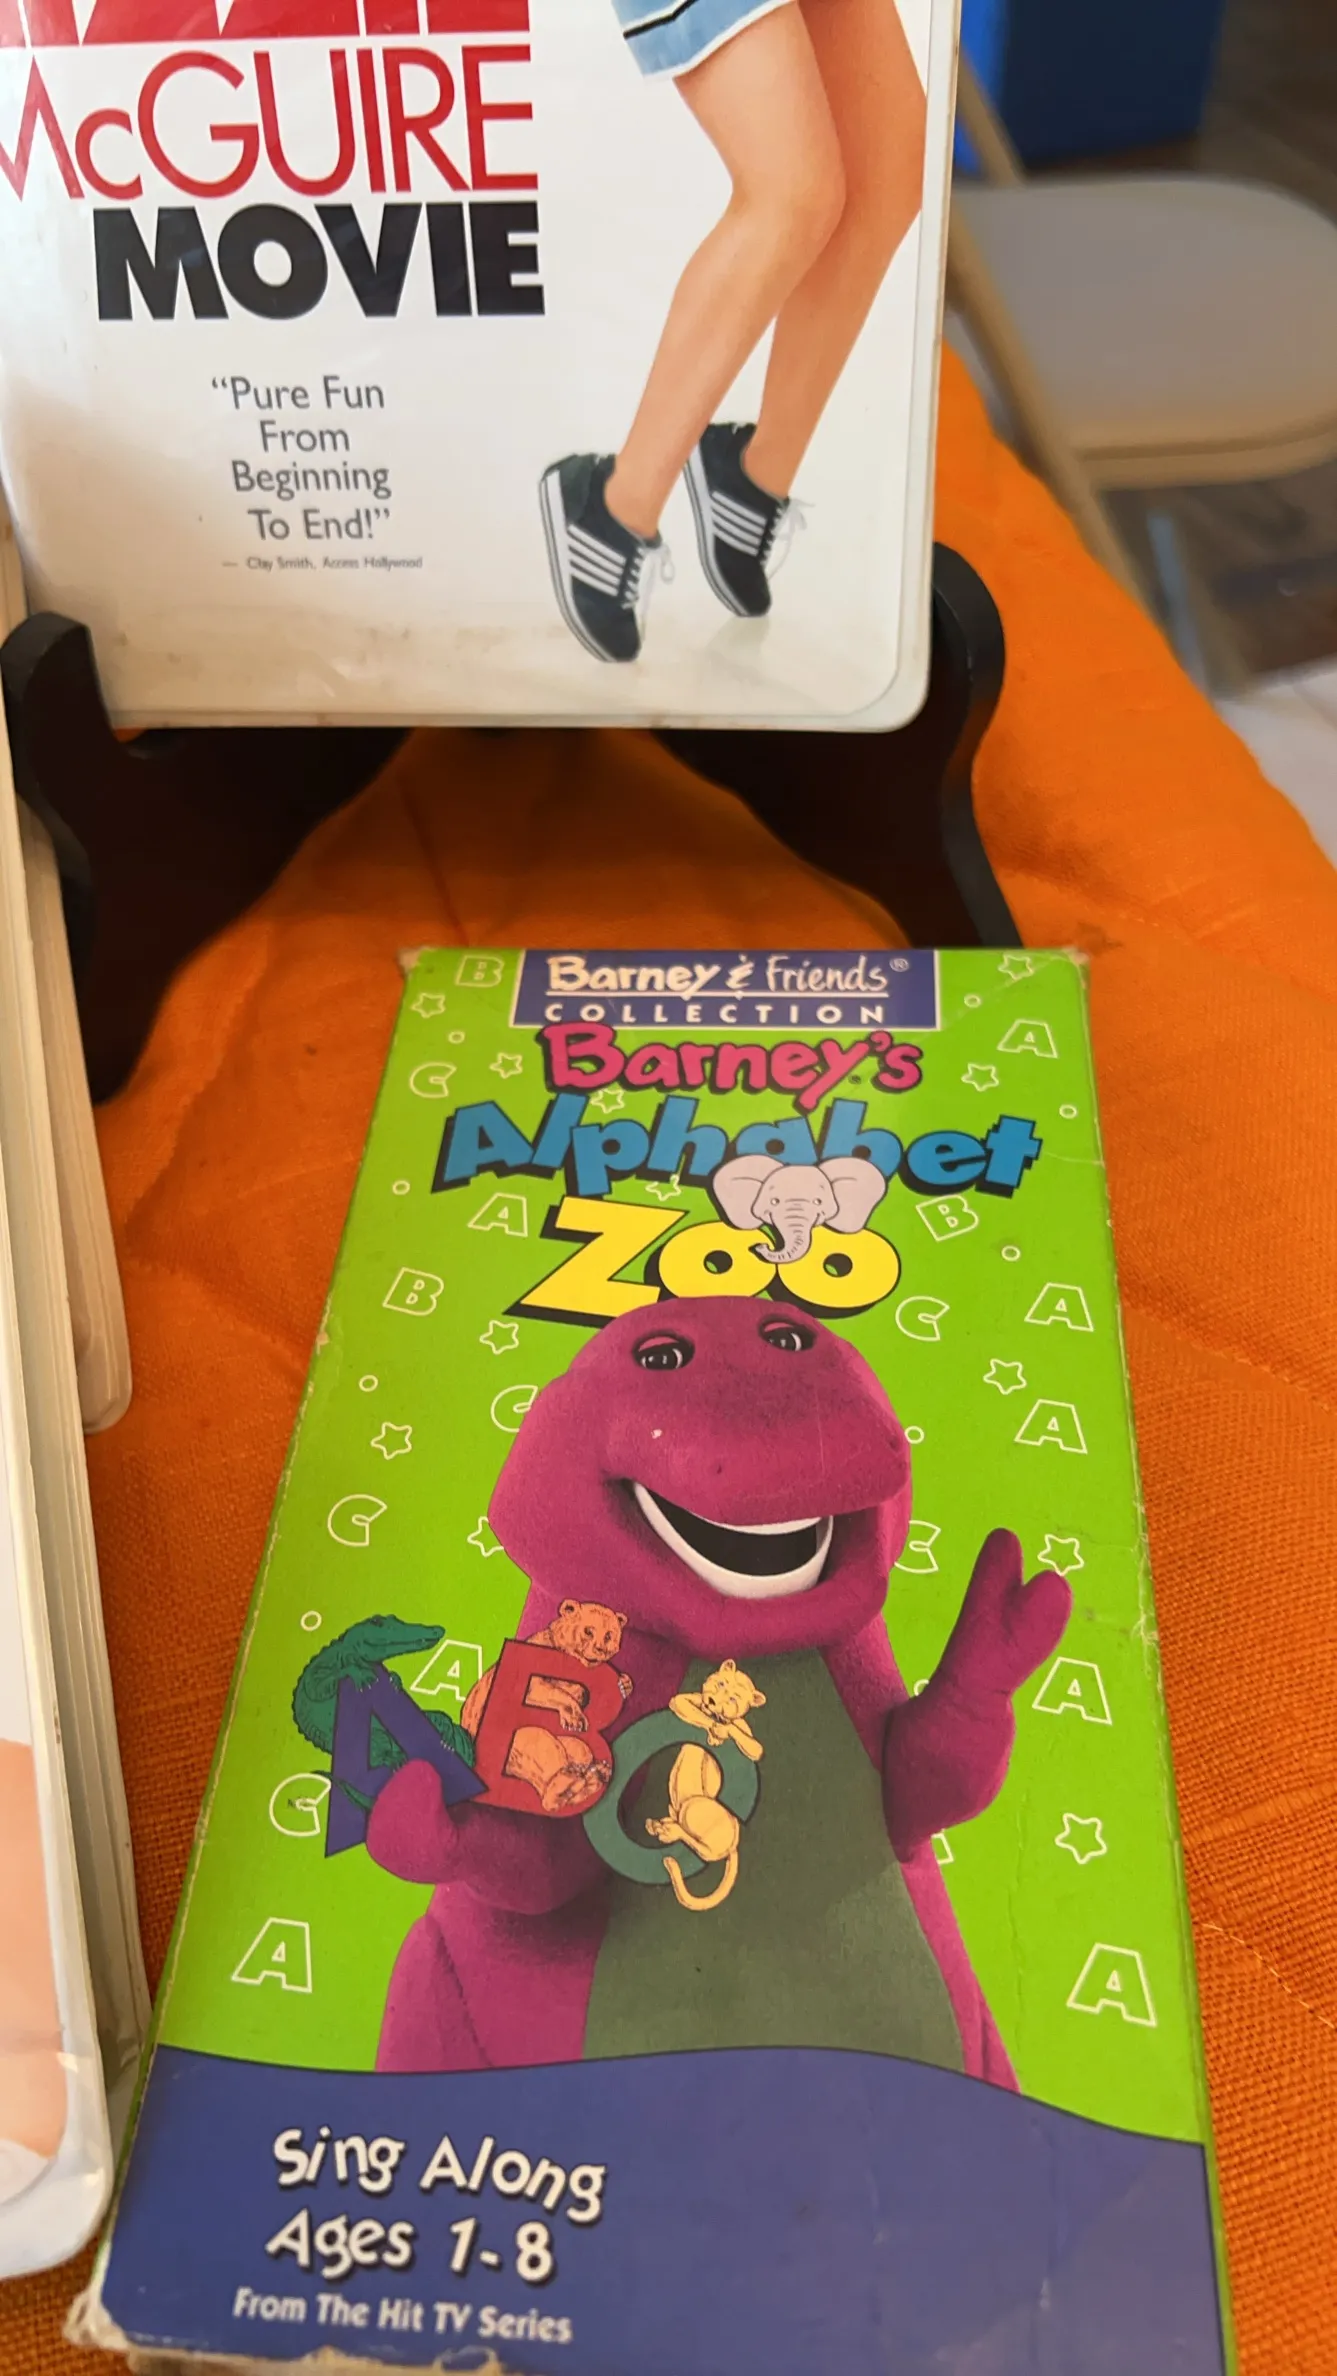 McGUIRE
MOVIE
“Pure Fun
From
Beginning
To End!”
— Clay Smith, Access Hollywood
Barney & Friends®
COLLECTION
Barney's
Alphabet
Zoo
A B C
Sing Along
Ages 1-8
From The Hit TV Series